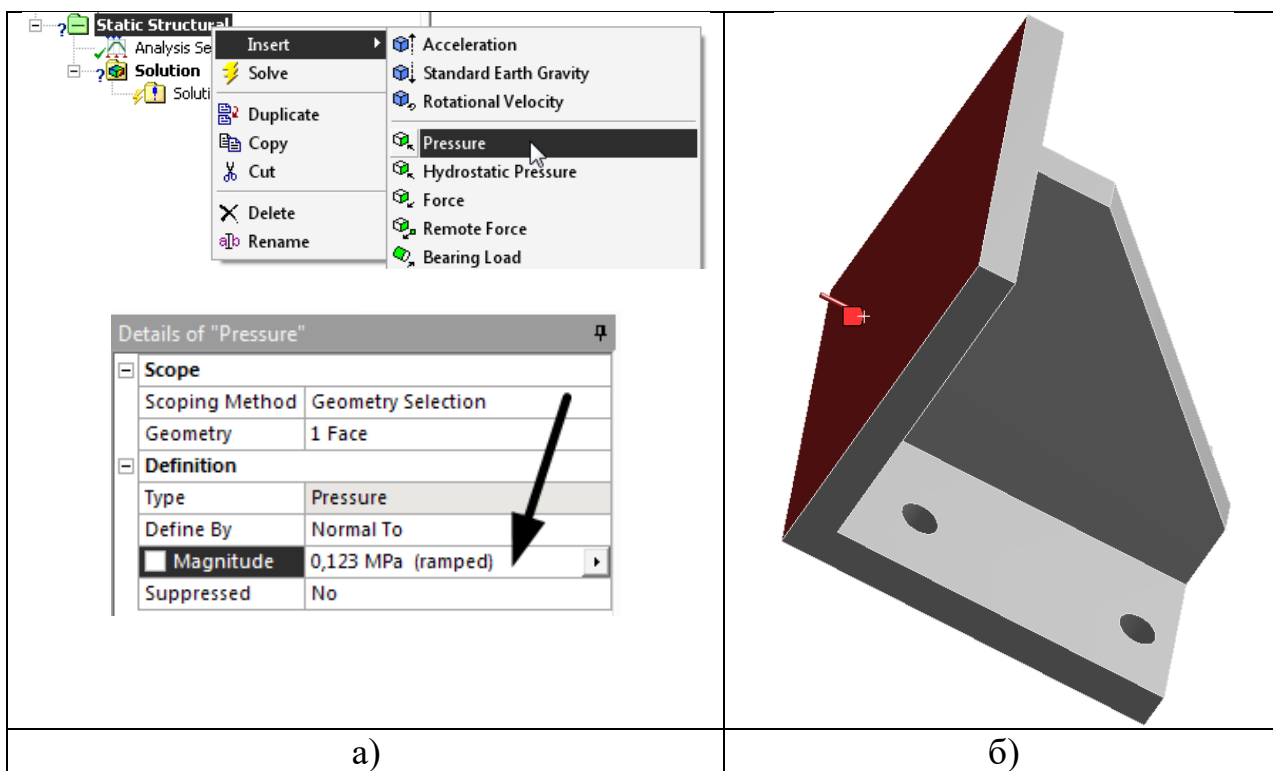 Static Structural
Analysis Se
Solution
Soluti
Insert
Solve
Duplicate
Copy
Cut
Delete
Rename
Acceleration
Standard Earth Gravity
Rotational Velocity
Pressure
Hydrostatic Pressure
Force
Remote Force
Bearing Load
Details of "Pressure"
Scope
Scoping Method Geometry Selection
Geometry 1 Face
Definition
Type Pressure
Define By Normal To
Magnitude 0,123 MPa (ramped)
Suppressed No
а) б)